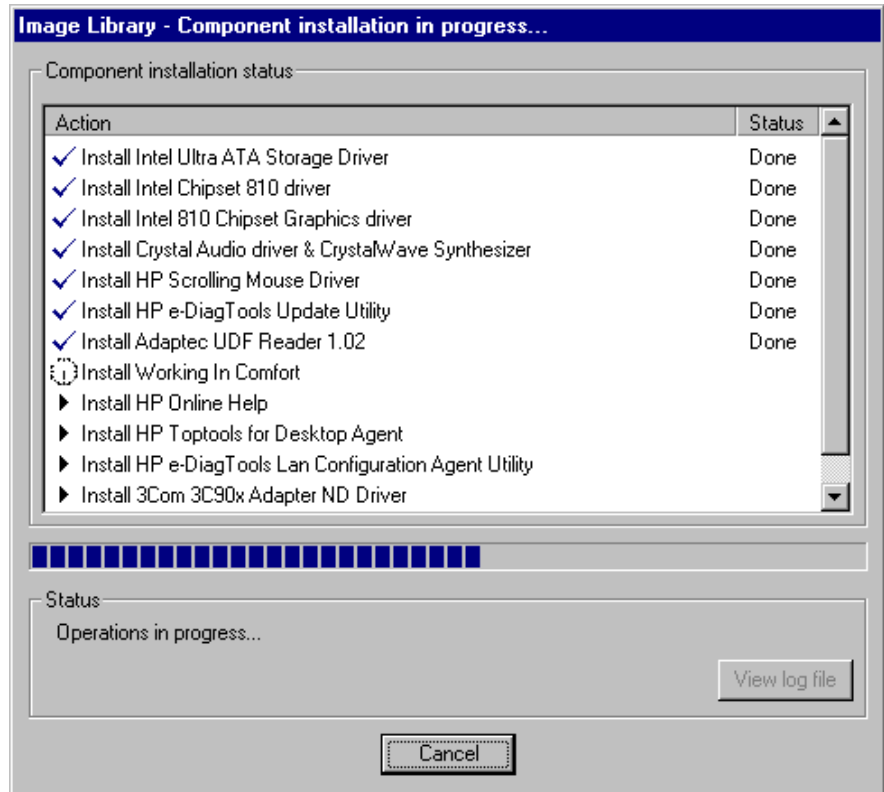 Image Library - Component installation in progress...
Component installation status
Action Status
Install Intel Ultra ATA Storage Driver Done
Install Intel Chipset 810 driver Done
Install Intel 810 Chipset Graphics driver Done
Install Crystal Audio driver & CrystalWave Synthesizer Done
Install HP Scrolling Mouse Driver Done
Install HP e-DiagTools Update Utility Done
Install Adaptec UDF Reader 1.02 Done
Install Working In Comfort
Install HP Online Help
Install HP Toptools for Desktop Agent
Install HP e-DiagTools Lan Configuration Agent Utility
Install 3Com 3C90x Adapter ND Driver
Status
Operations in progress...
View log file
Cancel